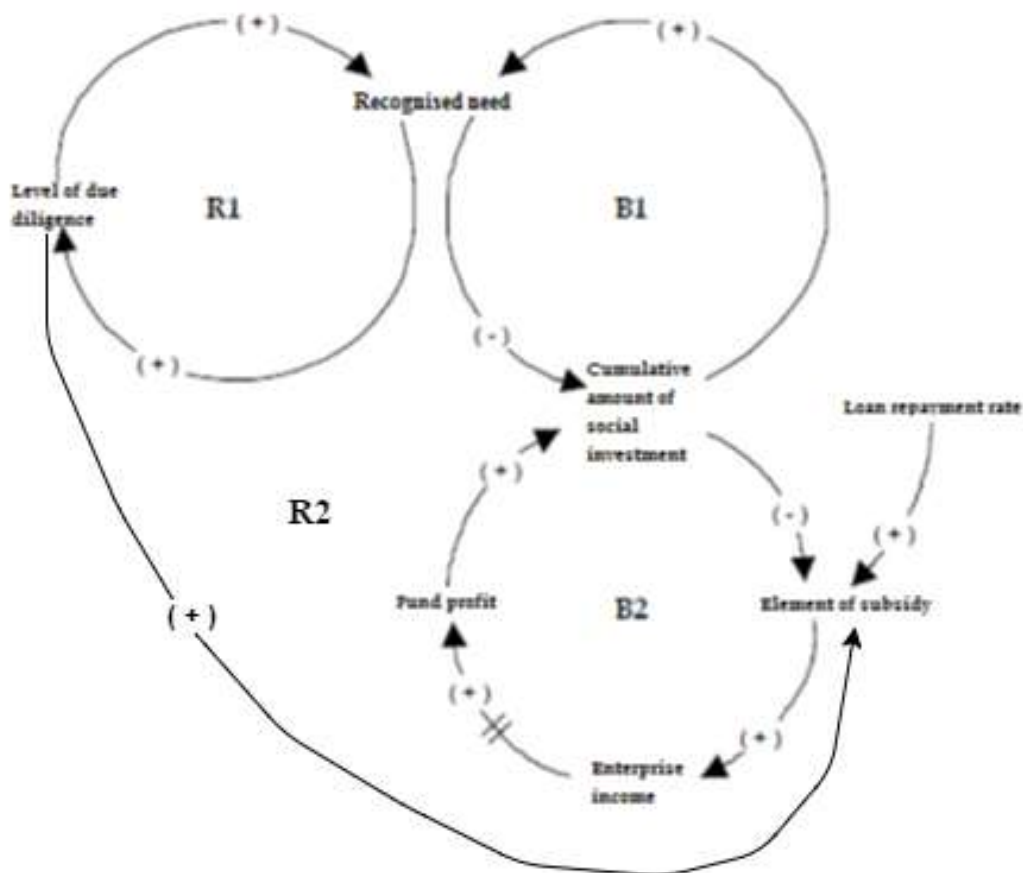 (+)
(+)
Recognised need
Level of due
diligence
R1
B1
(-)
(+)
Cumulative
amount of
social
investment
Loan repayment rate
(+)
(-)
(+)
R2
(+)
Fund profit
B2
Element of subsidy
(+)
(+)
Enterprise
income